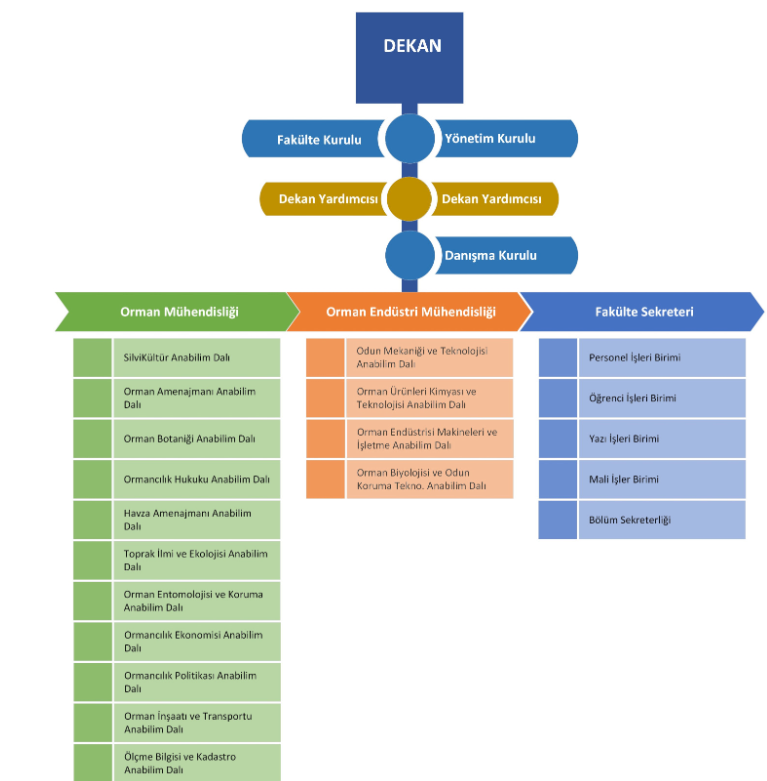 DEKAN
Fakülte Kurulu
Yönetim Kurulu
Dekan Yardımcısı
Dekan Yardımcısı
Danışma Kurulu
Orman Mühendisliği
Orman Endüstri Mühendisliği
Fakülte Sekreteri
SilviKültür Anabilim Dalı
Orman Amenajmanı Anabilim
Dalı
Orman Botaniği Anabilim Dalı
Ormancılık Hukuku Anabilim Dalı
Havza Amenajmanı Anabilim
Dalı
Toprak İlmi ve Ekolojisi Anabilim
Dalı
Orman Entomolojisi ve Koruma
Anabilim Dalı
Ormancılık Ekonomisi Anabilim
Dalı
Ormancılık Politikası Anabilim
Dalı
Orman İnşaatı ve Transportu
Anabilim Dalı
Ölçme Bilgisi ve Kadastro
Anabilim Dalı
Odun Mekaniği ve Teknolojisi
Anabilim Dalı
Orman Ürünleri Kimyası ve
Teknolojisi Anabilim Dalı
Orman Endüstrisi Makineleri ve
İşletme Anabilim Dalı
Orman Biyolojisi ve Odun
Koruma Tekno. Anabilim Dalı
Personel İşleri Birimi
Öğrenci İşleri Birimi
Yazı İşleri Birimi
Mali İşler Birimi
Bölüm Sekreterliği